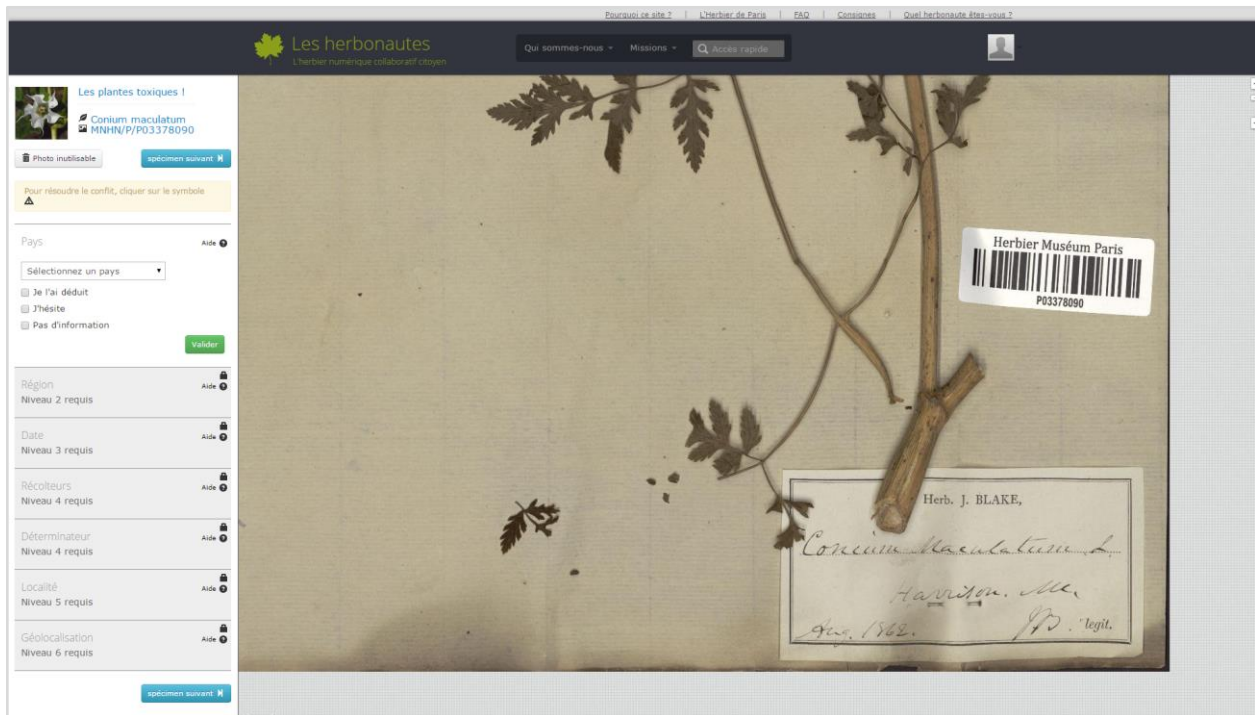 Pourquoi ce site ? | L'Herbier de Paris | FAQ | Consignes | Quel herbonaute êtes-vous ?
Les herbonautes
L'herbier numérique collaboratif citoyen
Qui sommes-nous
Missions
Accès rapide
Les plantes toxiques !
Conium maculatum
MNHN/P/P03378090
Photo inutilisable
spécimen suivant
Pour résoudre le conflit, cliquer sur le symbole
Pays
Aide
Sélectionnez un pays
Je l'ai déduit
J'hésite
Pas d'information
Valider
Région
Aide
Niveau 2 requis
Date
Aide
Niveau 3 requis
Récolteurs
Aide
Niveau 4 requis
Déterminateur
Aide
Niveau 4 requis
Localité
Aide
Niveau 5 requis
Géolocalisation
Aide
Niveau 6 requis
spécimen suivant
Herbier Muséum Paris
P03378090
Herb. J. BLAKE,
Conium Maculatum L.
Harrison. Me.
Aug. 1862. JB. legit.